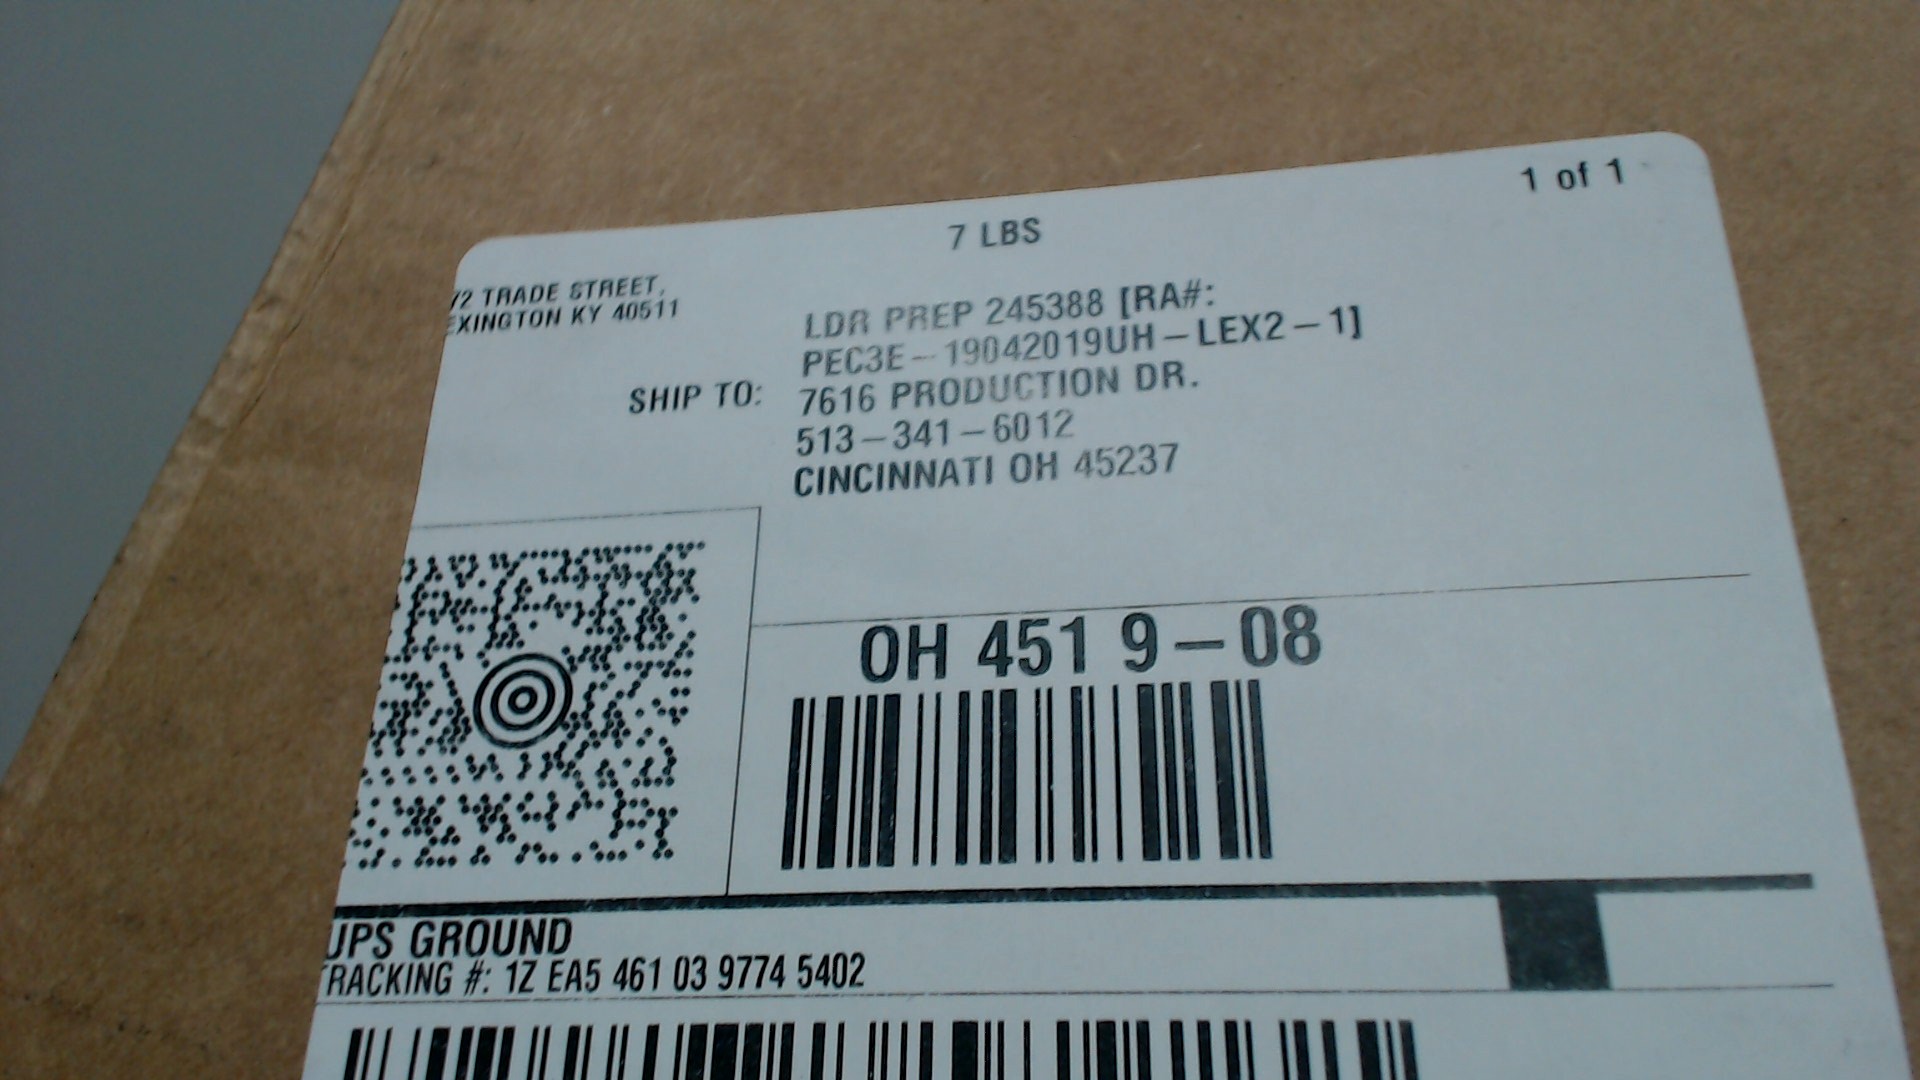 1 of 1
7 LBS
72 TRADE STREET,
EXINGTON KY 40511
LDR PREP 245388 [RA#:
PEC3E-19042019UH-LEX2-1]
SHIP TO: 7616 PRODUCTION DR.
513-341-6012
CINCINNATI OH 45237
OH 451 9-08
UPS GROUND
TRACKING #: 1Z EA5 461 03 9774 5402